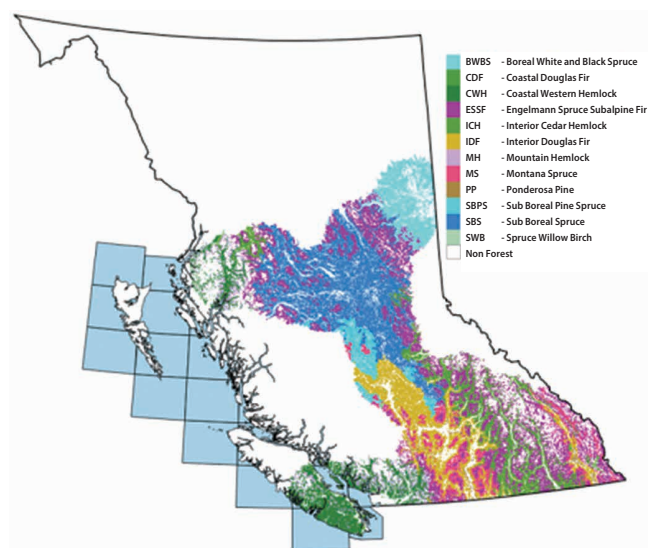 BWBS - Boreal White and Black Spruce
CDF - Coastal Douglas Fir
CWH - Coastal Western Hemlock
ESSF - Engelmann Spruce Subalpine Fir
ICH - Interior Cedar Hemlock
IDF - Interior Douglas Fir
MH - Mountain Hemlock
MS - Montana Spruce
PP - Ponderosa Pine
SBPS - Sub Boreal Pine Spruce
SBS - Sub Boreal Spruce
SWB - Spruce Willow Birch
Non Forest